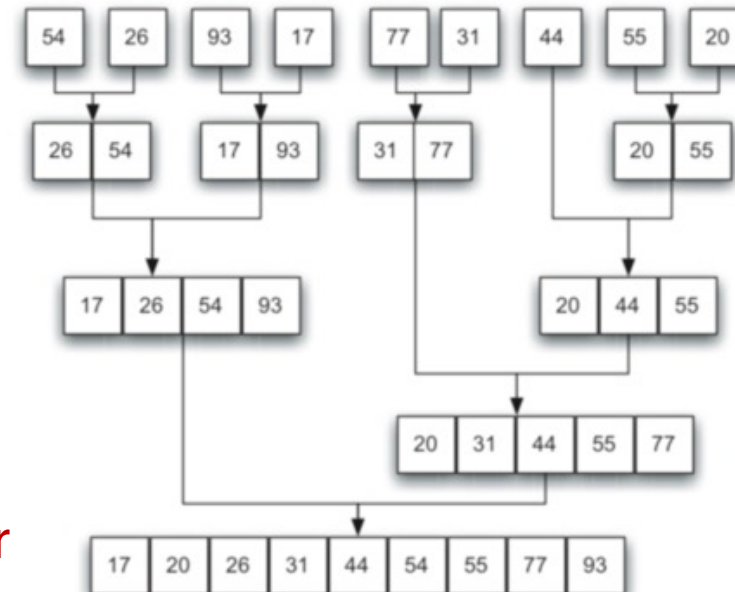 54 26 93 17 77 31 44 55 20
26 54 17 93 31 77 20 55
17 26 54 93 20 44 55
20 31 44 55 77
r
17 20 26 31 44 54 55 77 93